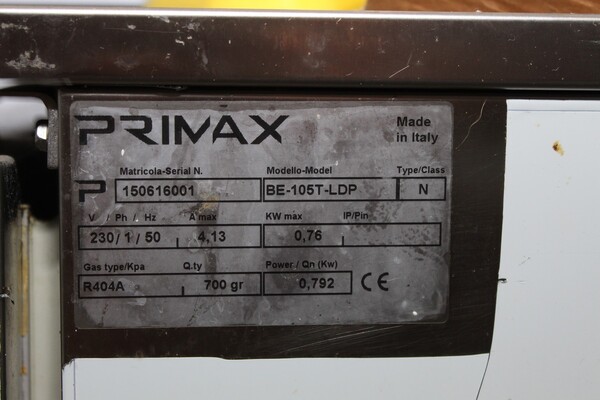 PRIMAX
Made
in Italy
Matricola-Serial N. Modello-Model Type/Class
P 150616001 BE-105T-LDP N
V / Ph / Hz A max KW max IP/Pin
230/ 1 / 50 4,13 0,76
Gas type/Kpa Q.ty Power / Qn (Kw)
R404A 700 gr 0,792 CE